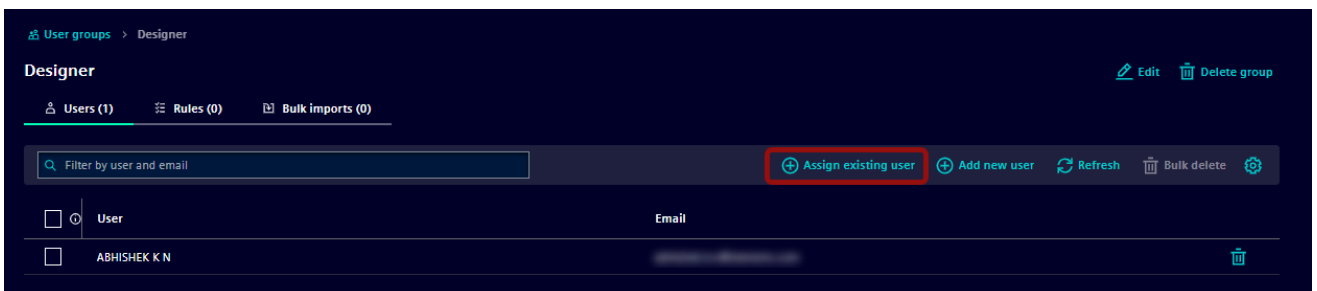 User groups > Designer
Designer
Edit Delete group
Users (1) Rules (0) Bulk imports (0)
Filter by user and email Assign existing user Add new user Refresh Bulk delete
User Email
ABHISHEK K N